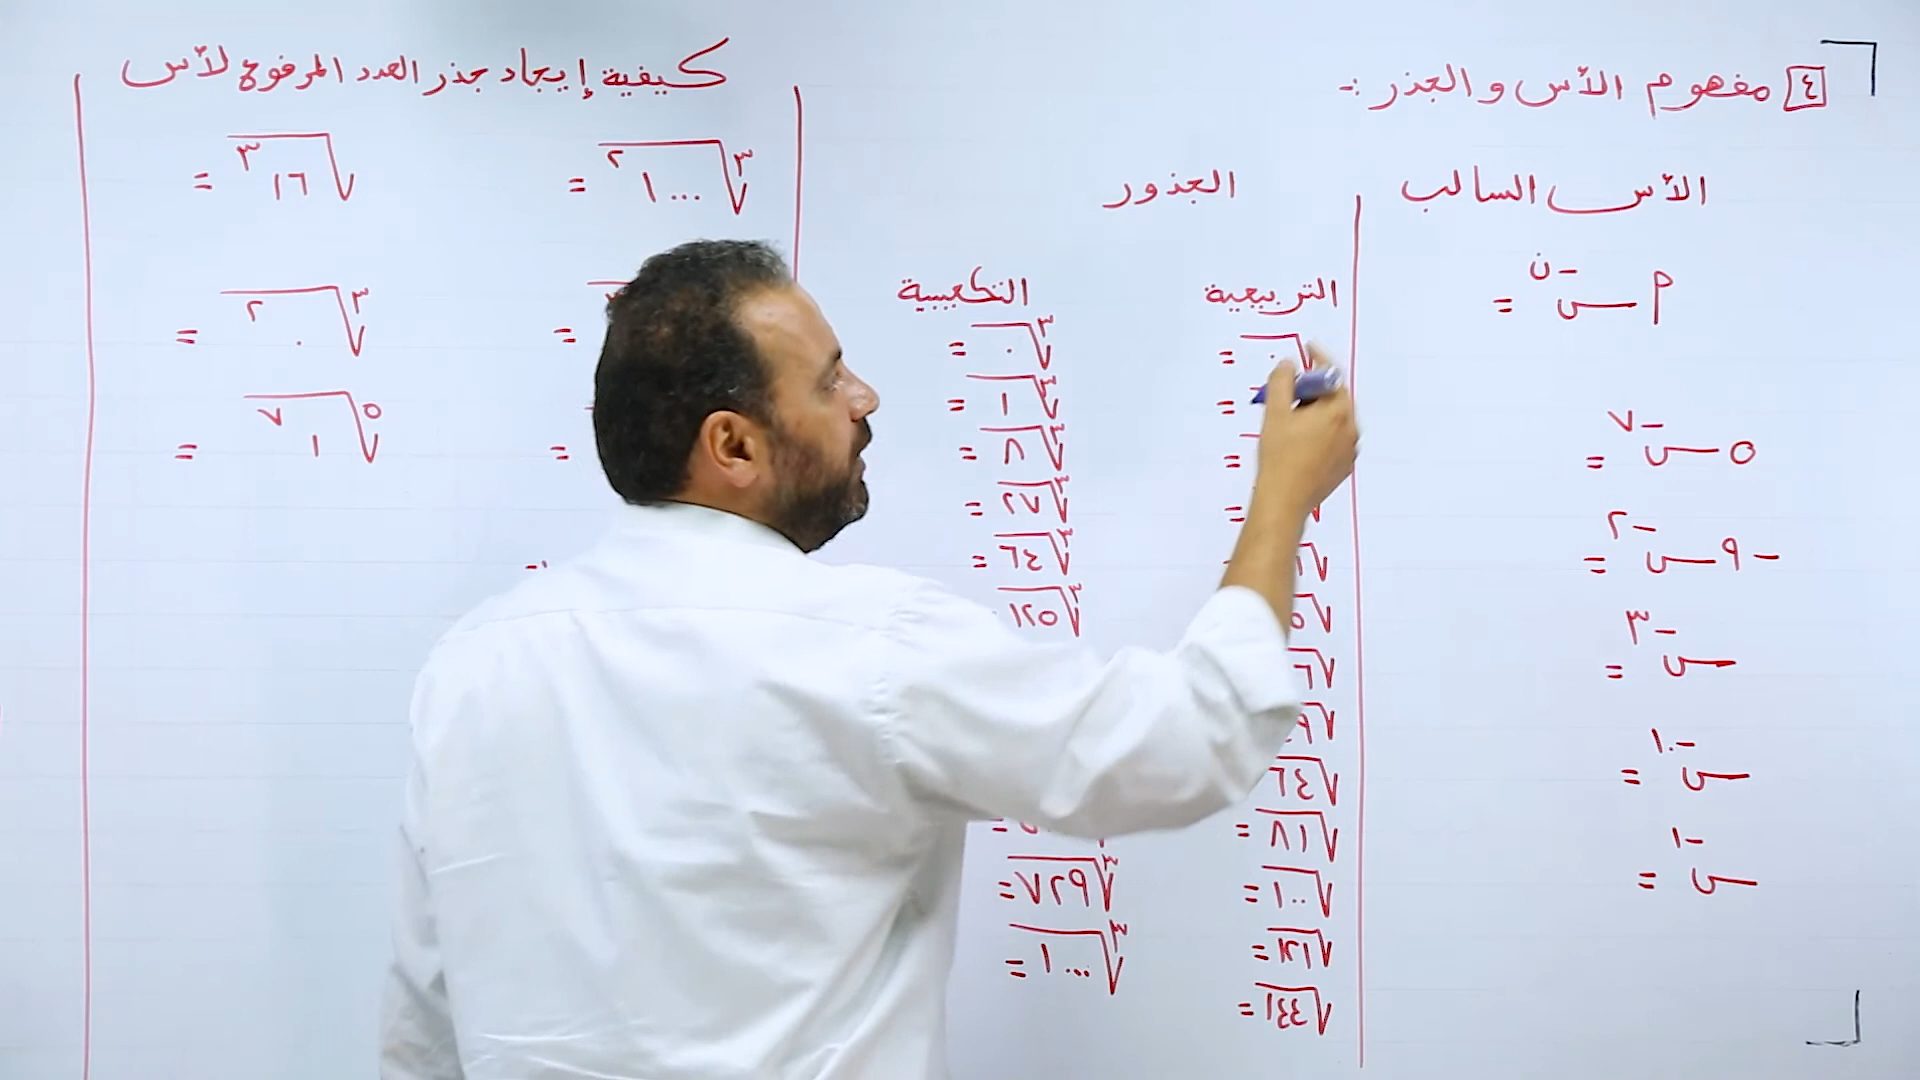 ٤ مفهوم الأس والجذر :-
الأس السالب
م س^-ن =
٥ س^-٧ =
-٩ س^-٢ =
س^-٣ =
س^-١٠ =
س^-١ =
الجذور
التربيعية
√٠ =
√٦٤
√٨١ =
√١٠٠ =
√١٢١ =
√١٤٤ =
التكعيبية
∛٠ =
∛١ =
∛٨ =
∛٢٧ =
∛٦٤ =
∛١٢٥
∛٧٢٩ =
∛١٠٠٠ =
كيفية إيجاد جذر العدد المرفوع لأس
∛١٠٠٠^٢ =
√١٦^٣ =
∛٠^٢ =
⁵√١^٧ =